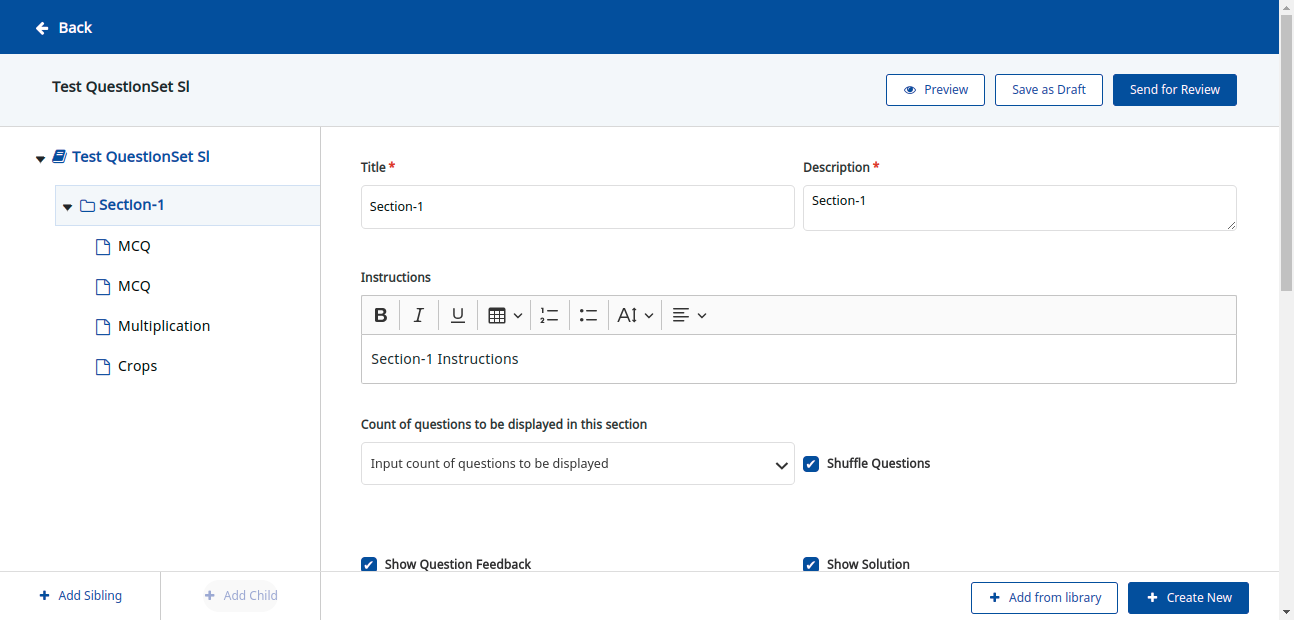 Back
Test QuestionSet Sl
Preview
Save as Draft
Send for Review
Test QuestionSet Sl
Section-1
MCQ
MCQ
Multiplication
Crops
Add Sibling
Add Child
Title *
Description *
Section-1
Section-1
Instructions
B I U A
Section-1 Instructions
Count of questions to be displayed in this section
Input count of questions to be displayed
Shuffle Questions
Show Question Feedback
Show Solution
Add from library
Create New